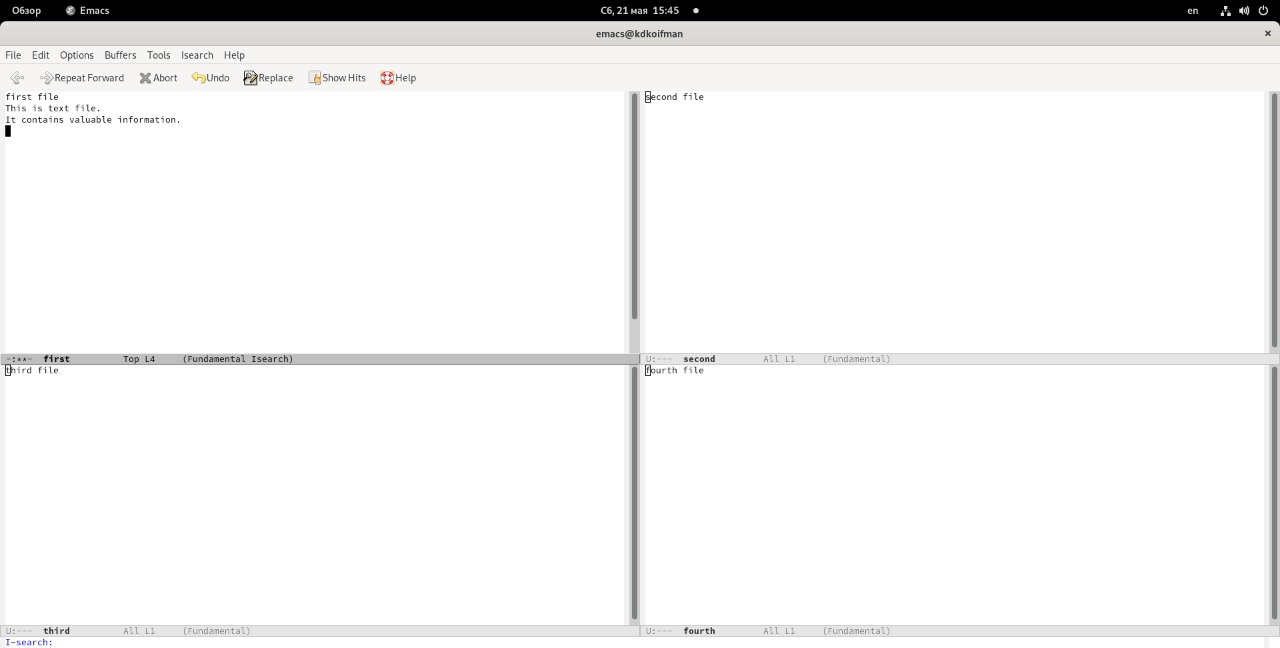 Обзор Emacs Сб, 21 мая 15:45 en
emacs@kdkoifman ×
File Edit Options Buffers Tools Isearch Help
Repeat Forward Abort Undo Replace Show Hits Help
first file
This is text file.
It contains valuable information.
second file
-:**- first Top L4 (Fundamental Isearch)
U:--- second All L1 (Fundamental)
third file
fourth file
U:--- third All L1 (Fundamental)
U:--- fourth All L1 (Fundamental)
I-search: